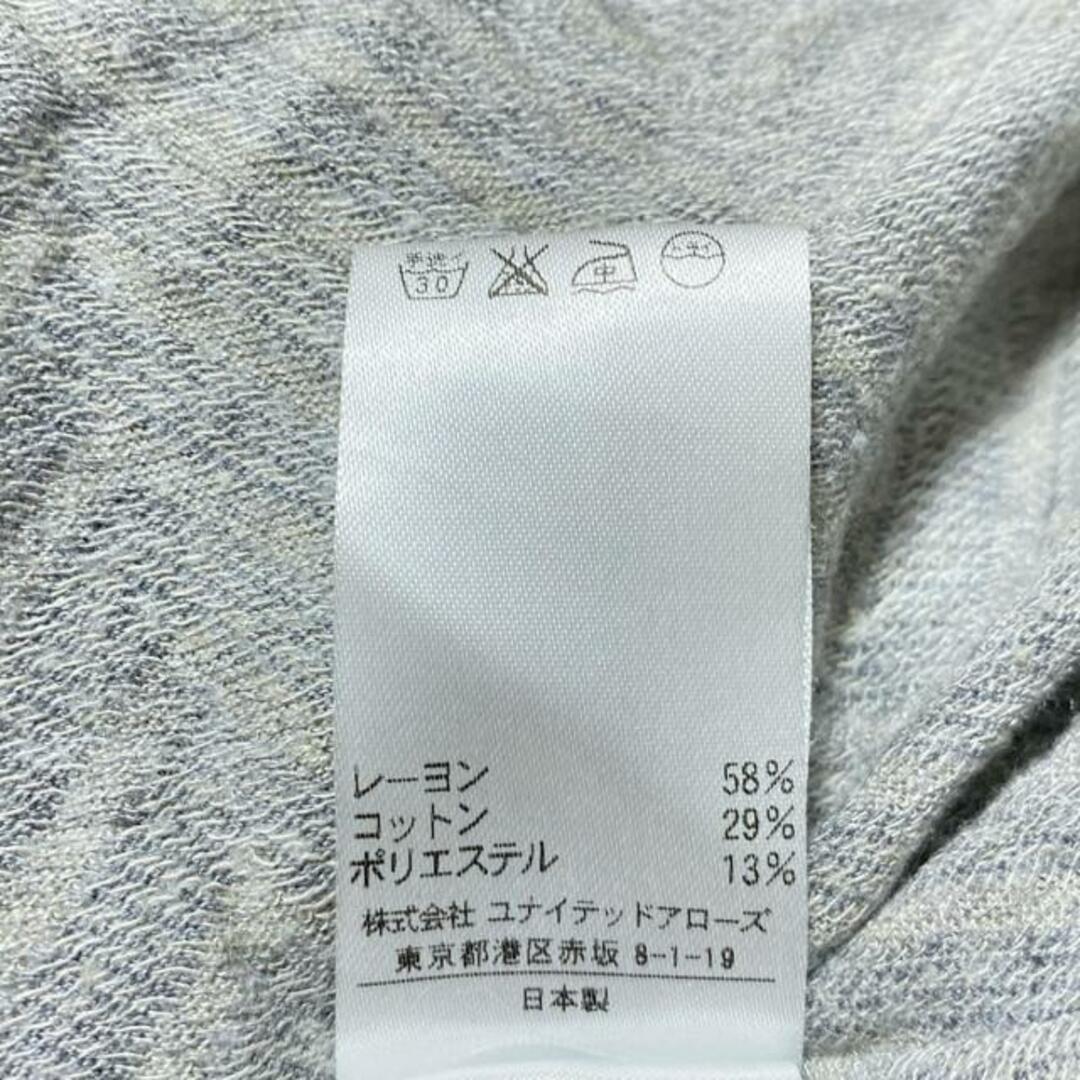 手洗イ 30 中 ドライ
レーヨン 58%
コットン 29%
ポリエステル 13%
株式会社 ユナイテッドアローズ
東京都港区赤坂 8-1-19
日本製